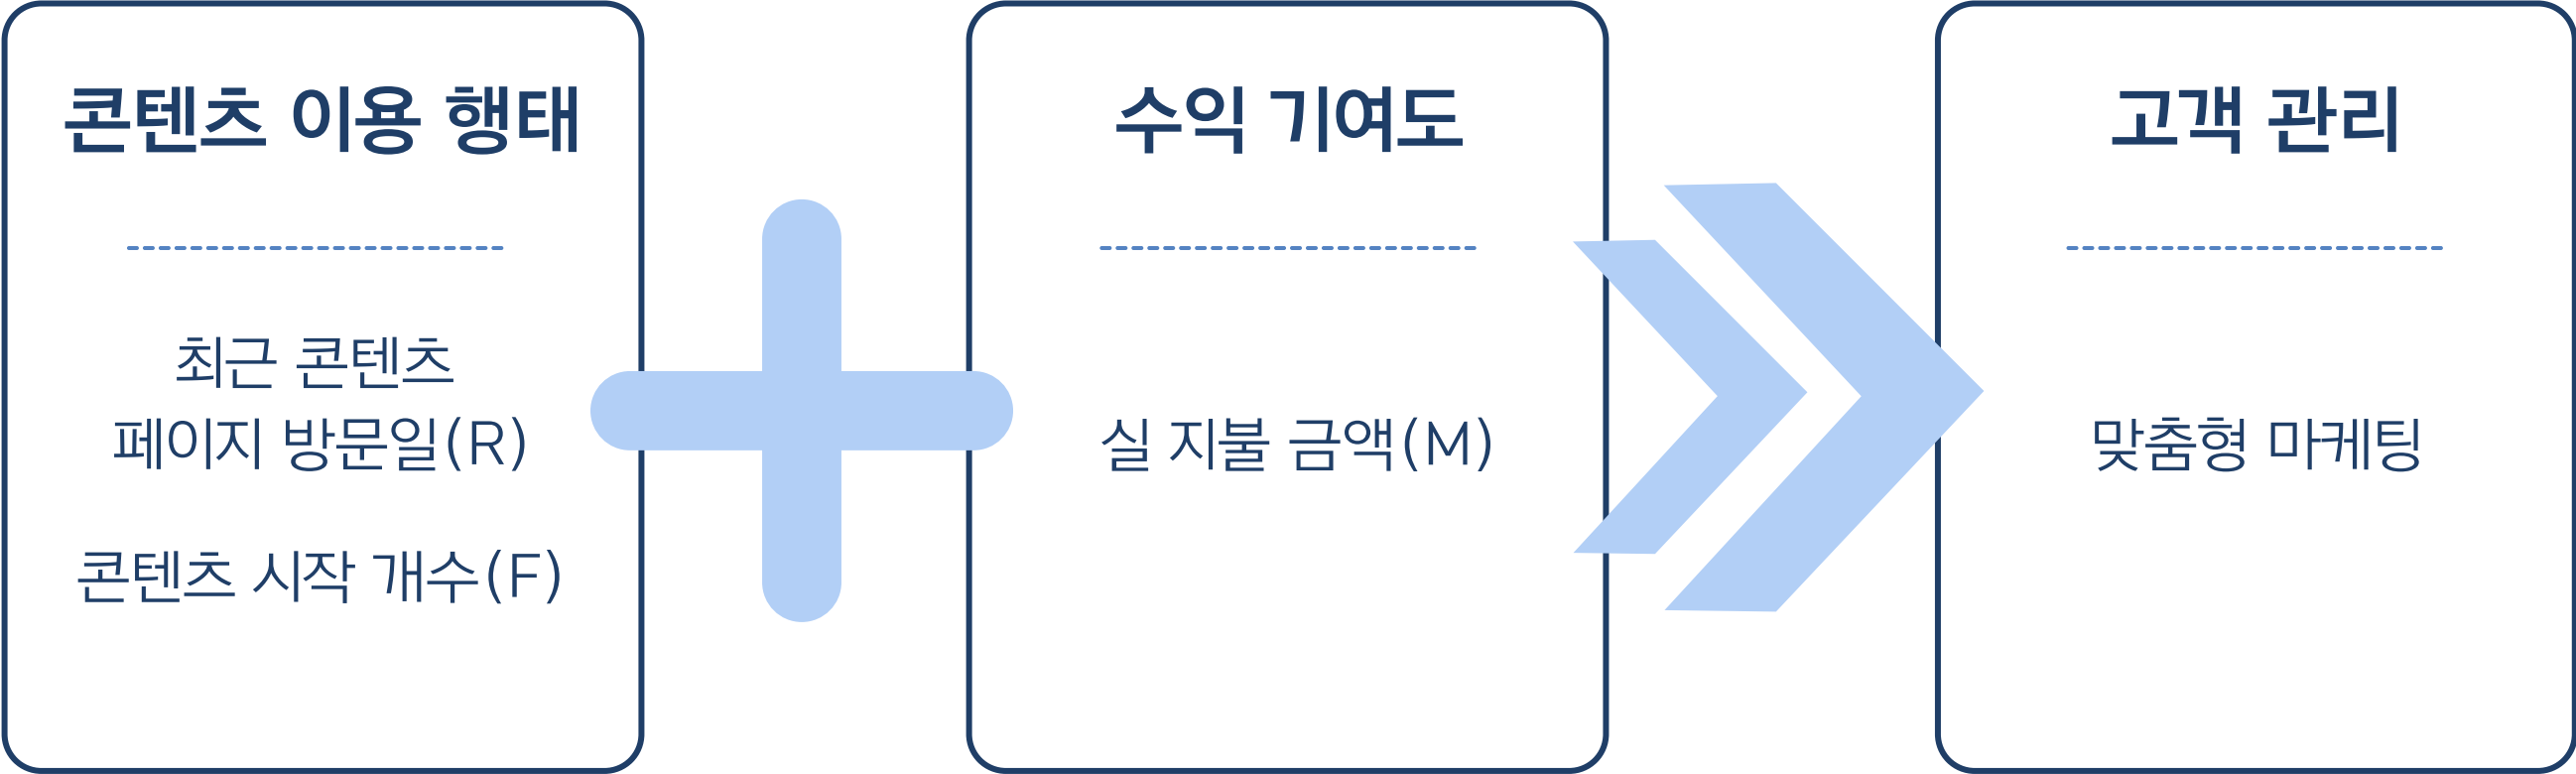 콘텐츠 이용 행태
최근 콘텐츠
페이지 방문일(R)
콘텐츠 시작 개수(F)
수익 기여도
실 지불 금액(M)
고객 관리
맞춤형 마케팅